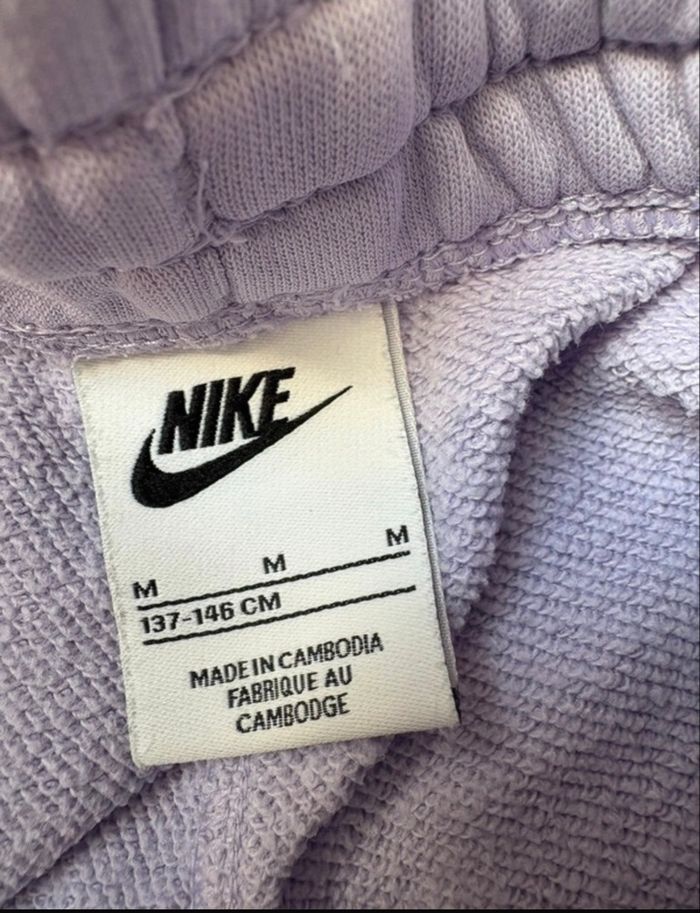 NIKE
M M M
137-146 CM
MADE IN CAMBODIA
FABRIQUE AU
CAMBODGE